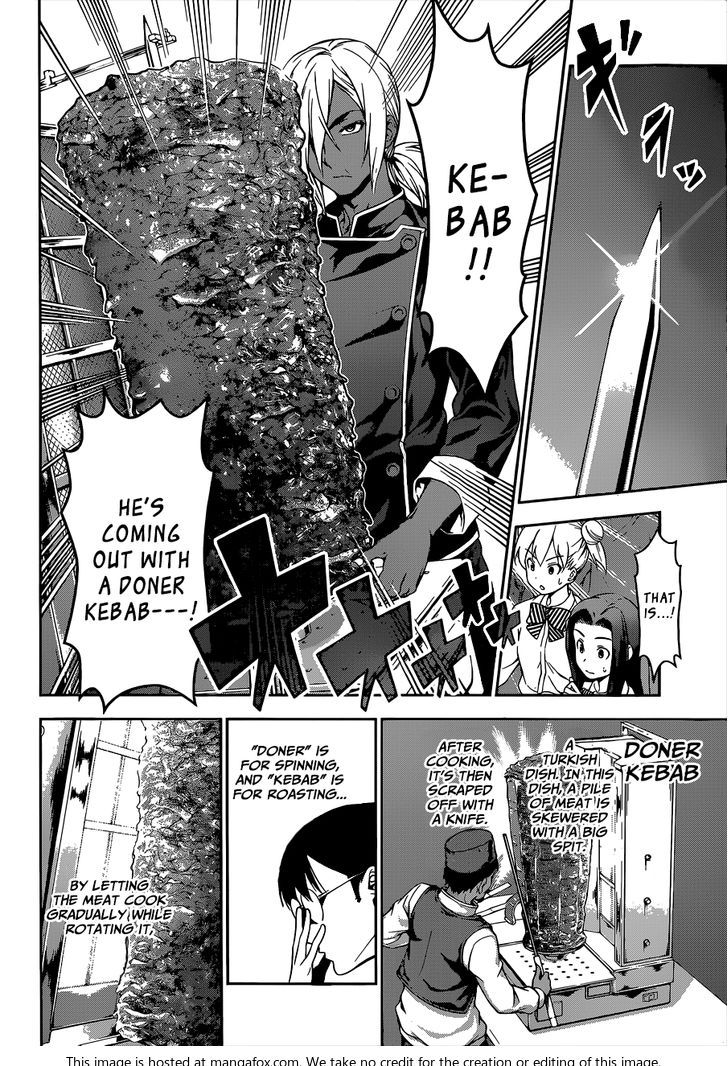 ギラッ
THAT
IS...!
KE-
BAB
!!
HE'S
COMING
OUT WITH
A DONER
KEBAB---!
DONER
KEBAB
A
TURKISH
DISH. IN THIS
DISH, A PILE
OF MEAT IS
SKEWERED
WITH A BIG
SPIT.
AFTER
COOKING,
IT'S THEN
SCRAPED
OFF WITH
A KNIFE.
"DONER" IS
FOR SPINNING,
AND "KEBAB" IS
FOR ROASTING...
BY LETTING
THE MEAT COOK
GRADUALLY WHILE
ROTATING IT,
This image is hosted at mangafox.com. We take no credit for the creation or editing of this image.